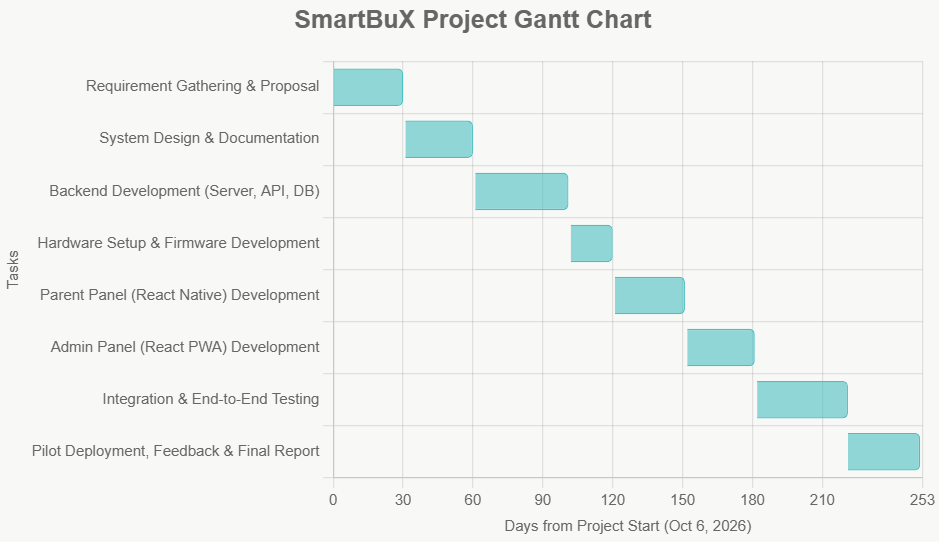 SmartBuX Project Gantt Chart
Tasks
Requirement Gathering & Proposal
System Design & Documentation
Backend Development (Server, API, DB)
Hardware Setup & Firmware Development
Parent Panel (React Native) Development
Admin Panel (React PWA) Development
Integration & End-to-End Testing
Pilot Deployment, Feedback & Final Report
0 30 60 90 120 150 180 210 253
Days from Project Start (Oct 6, 2026)